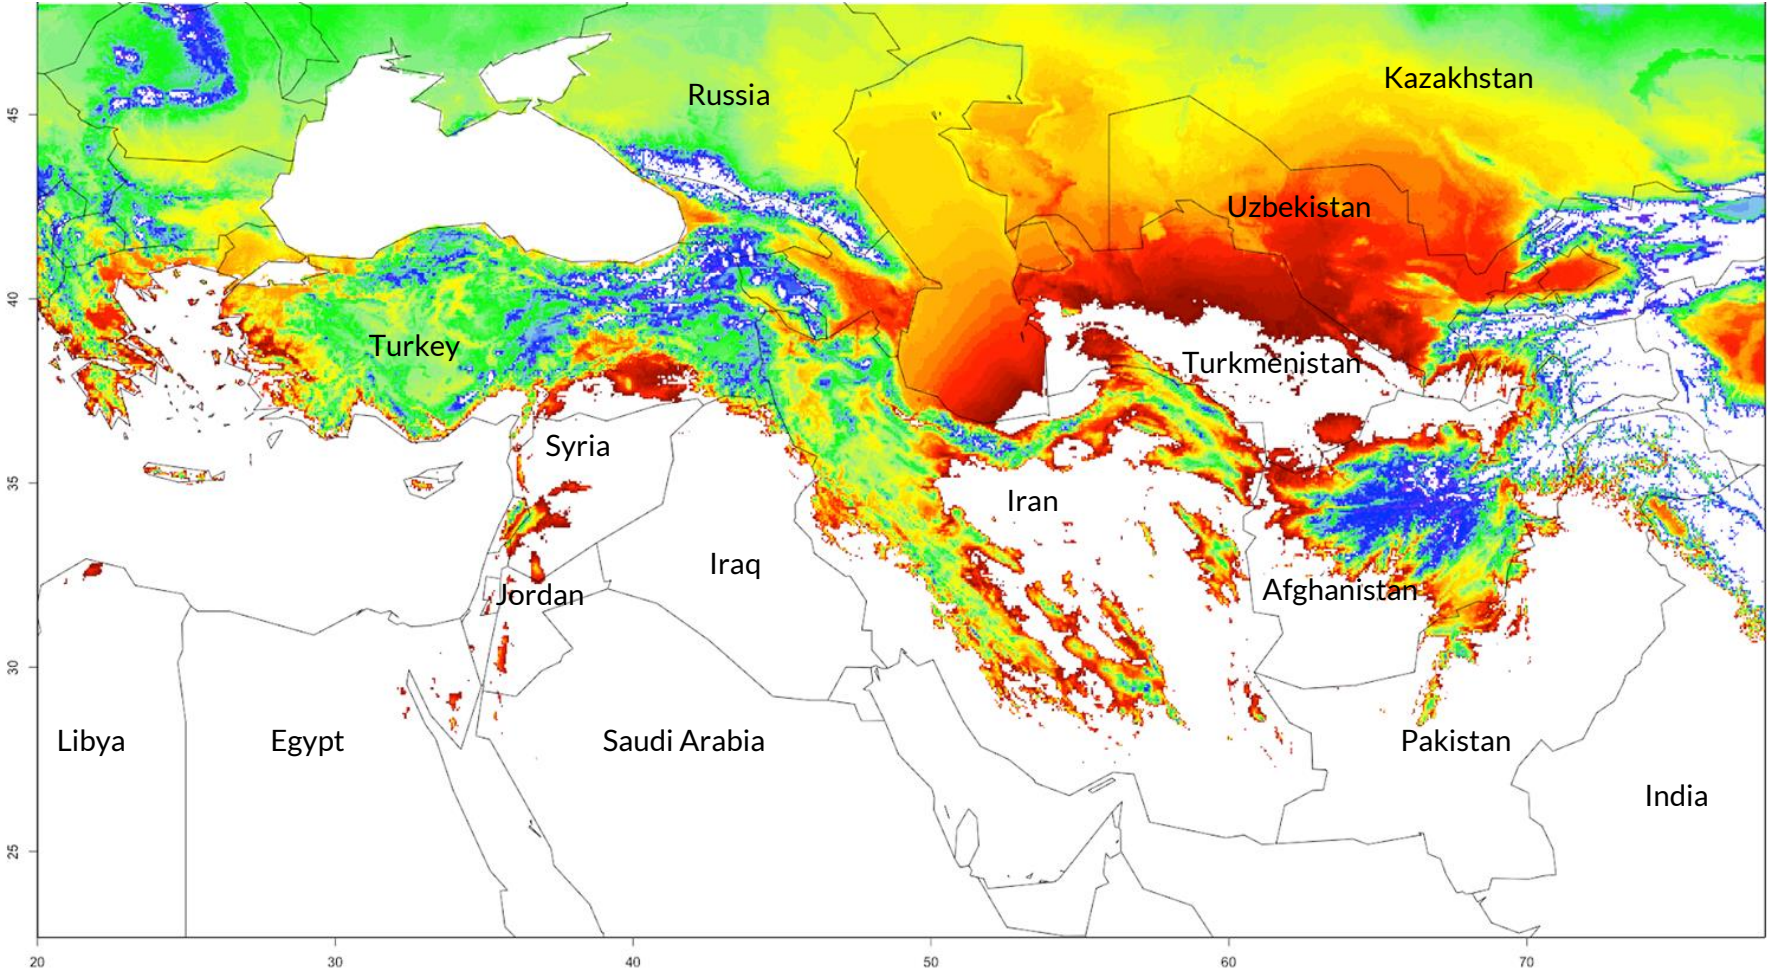 Kazakhstan
Russia
45
Uzbekistan
40
Turkey
Turkmenistan
Syria
35
Iran
Iraq
Afghanistan
Jordan
30
Libya
Egypt
Saudi Arabia
Pakistan
India
25
20
30
40
50
60
70